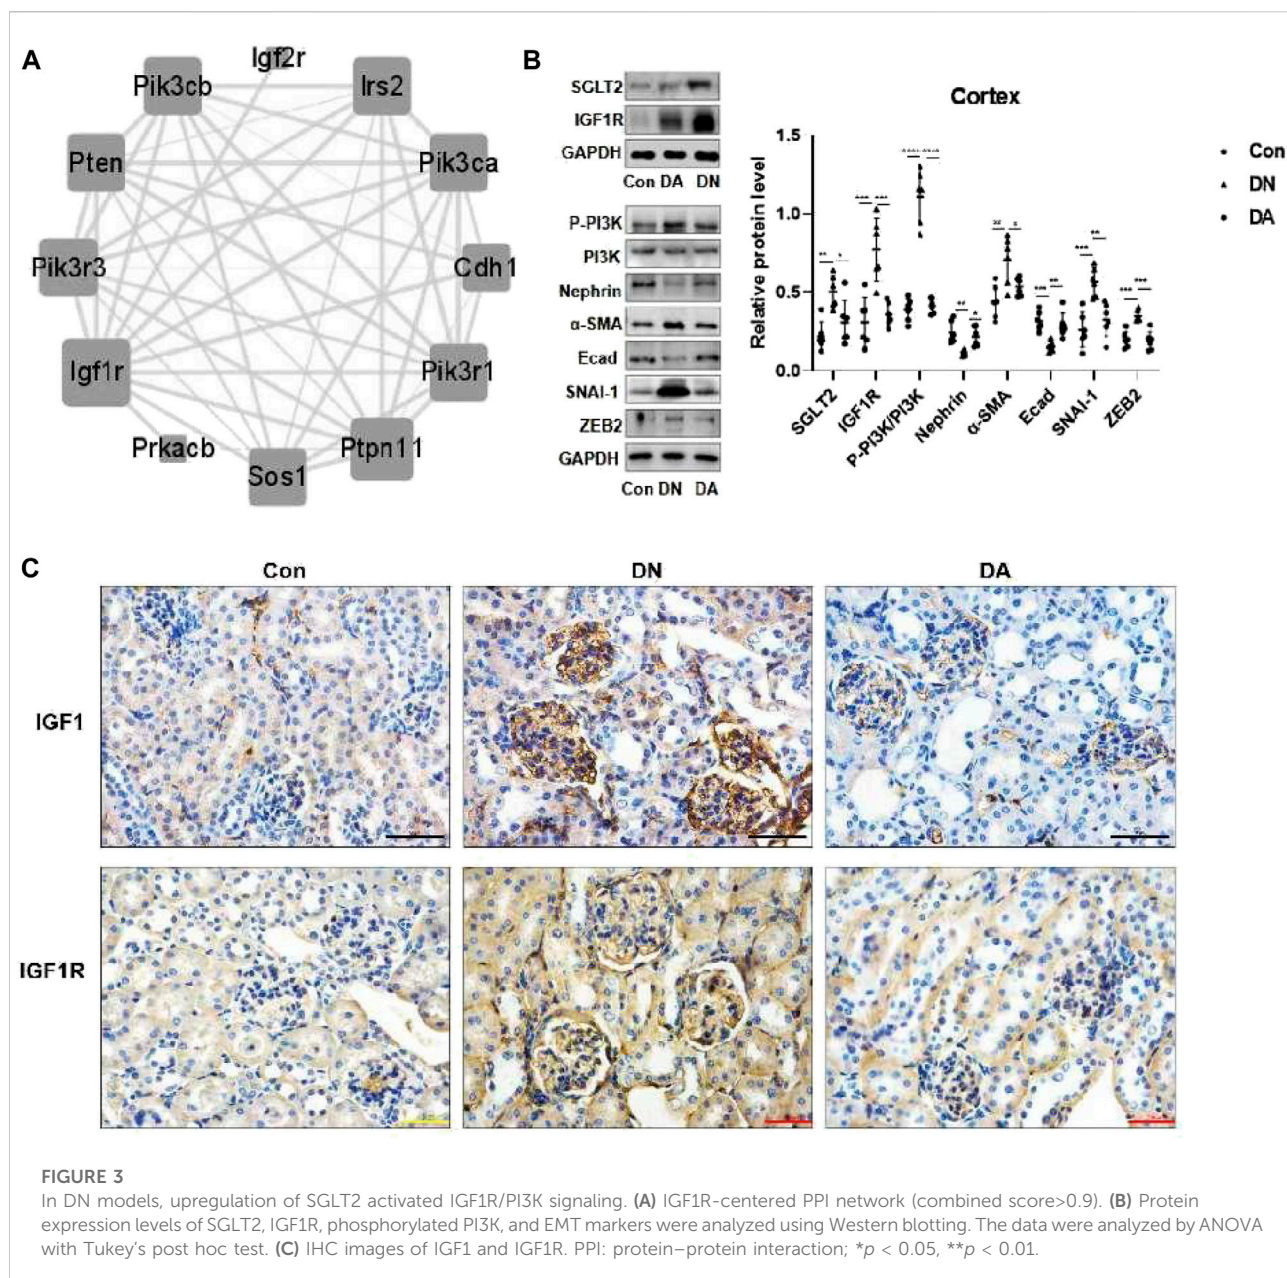 A
Igf2r
Pik3cb
Irs2
Pten
Pik3ca
Pik3r3
Cdh1
Igf1r
Pik3r1
Prkacb
Ptpn11
Sos1
B
SGLT2
IGF1R
GAPDH
Con DA DN
P-PI3K
PI3K
Nephrin
α-SMA
Ecad
SNAI-1
ZEB2
GAPDH
Con DN DA
Cortex
Relative protein level
1.5
1.0
0.5
0.0
SGLT2
IGF1R
P-PI3K/PI3K
Nephrin
α-SMA
Ecad
SNAI-1
ZEB2
Con
DN
DA
C
Con DN DA
IGF1
IGF1R
FIGURE 3
In DN models, upregulation of SGLT2 activated IGF1R/PI3K signaling. (A) IGF1R-centered PPI network (combined score>0.9). (B) Protein
expression levels of SGLT2, IGF1R, phosphorylated PI3K, and EMT markers were analyzed using Western blotting. The data were analyzed by ANOVA
with Tukey's post hoc test. (C) IHC images of IGF1 and IGF1R. PPI: protein–protein interaction; *p < 0.05, **p < 0.01.